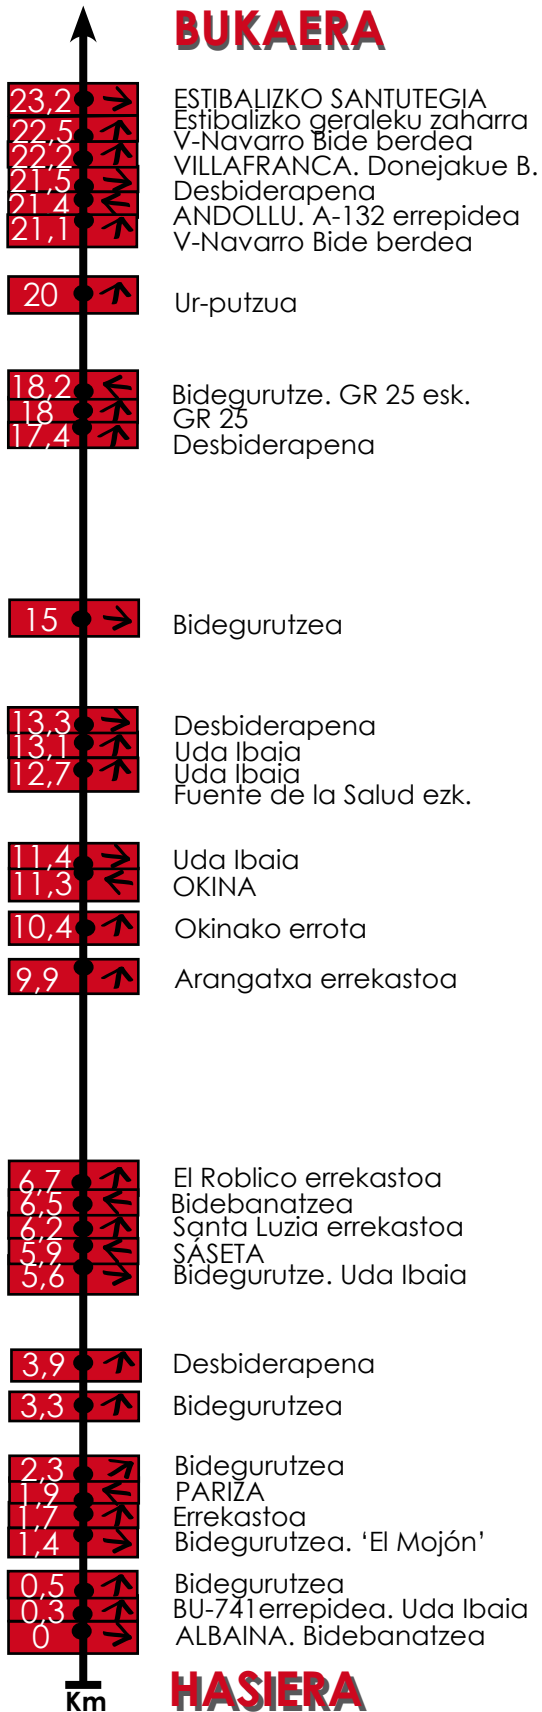 BUKAERA
23,2 ESTIBALIZKO SANTUTEGIA
22,5 Estibalizko geraleku zaharra
V-Navarro Bide berdea
22,2 VILLAFRANCA. Donejakue B.
21,5 Desbiderapena
21,4 ANDOLLU. A-132 errepidea
21,1 V-Navarro Bide berdea
20 Ur-putzua
18,2 Bidegurutze. GR 25 esk.
18 GR 25
17,4 Desbiderapena
15 Bidegurutzea
13,3 Desbiderapena
13,1 Uda Ibaia
12,7 Uda Ibaia
Fuente de la Salud ezk.
11,4 Uda Ibaia
11,3 OKINA
10,4 Okinako errota
9,9 Arangatxa errekastoa
6,7 El Roblico errekastoa
6,5 Bidebanatzea
6,2 Santa Luzia errekastoa
5,9 SÁSETA
5,6 Bidegurutze. Uda Ibaia
3,9 Desbiderapena
3,3 Bidegurutzea
2,3 Bidegurutzea
1,9 PARIZA
1,7 Errekastoa
1,4 Bidegurutzea. ‘El Mojón’
0,5 Bidegurutzea
0,3 BU-741errepidea. Uda Ibaia
0 ALBAINA. Bidebanatzea
Km HASIERA